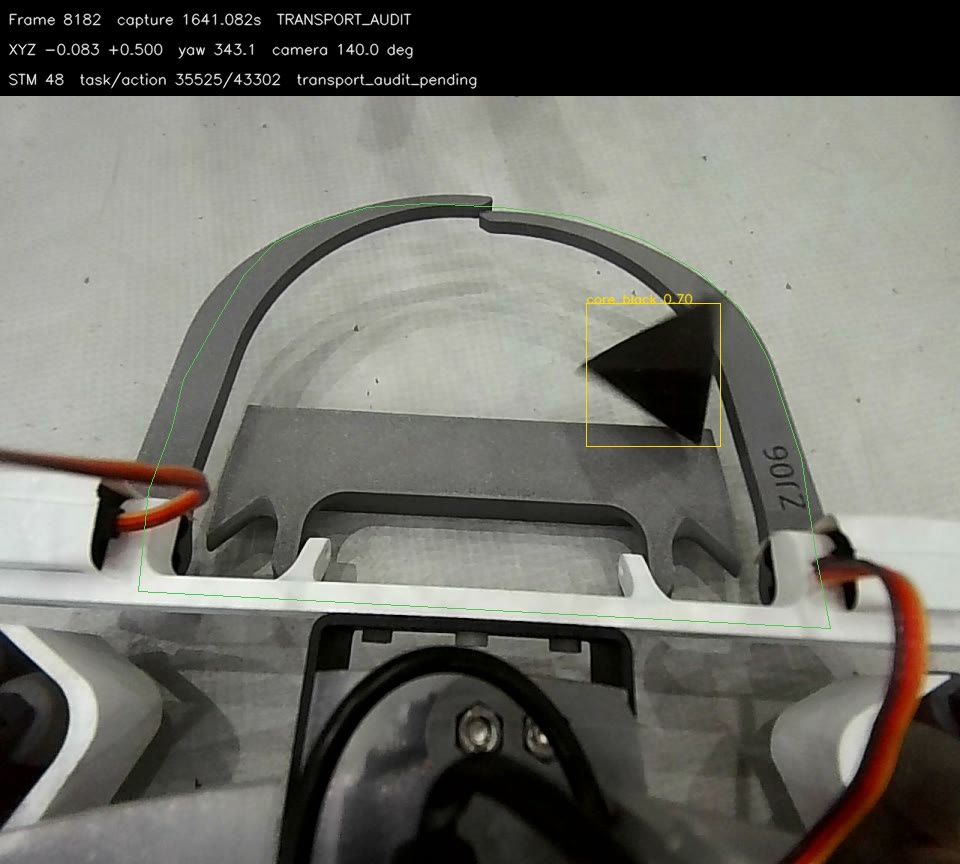 Frame 8182 capture 1641.082s TRANSPORT_AUDIT
XYZ −0.083 +0.500 yaw 343.1 camera 140.0 deg
STM 48 task/action 35525/43302 transport_audit_pending
core_black 0.70